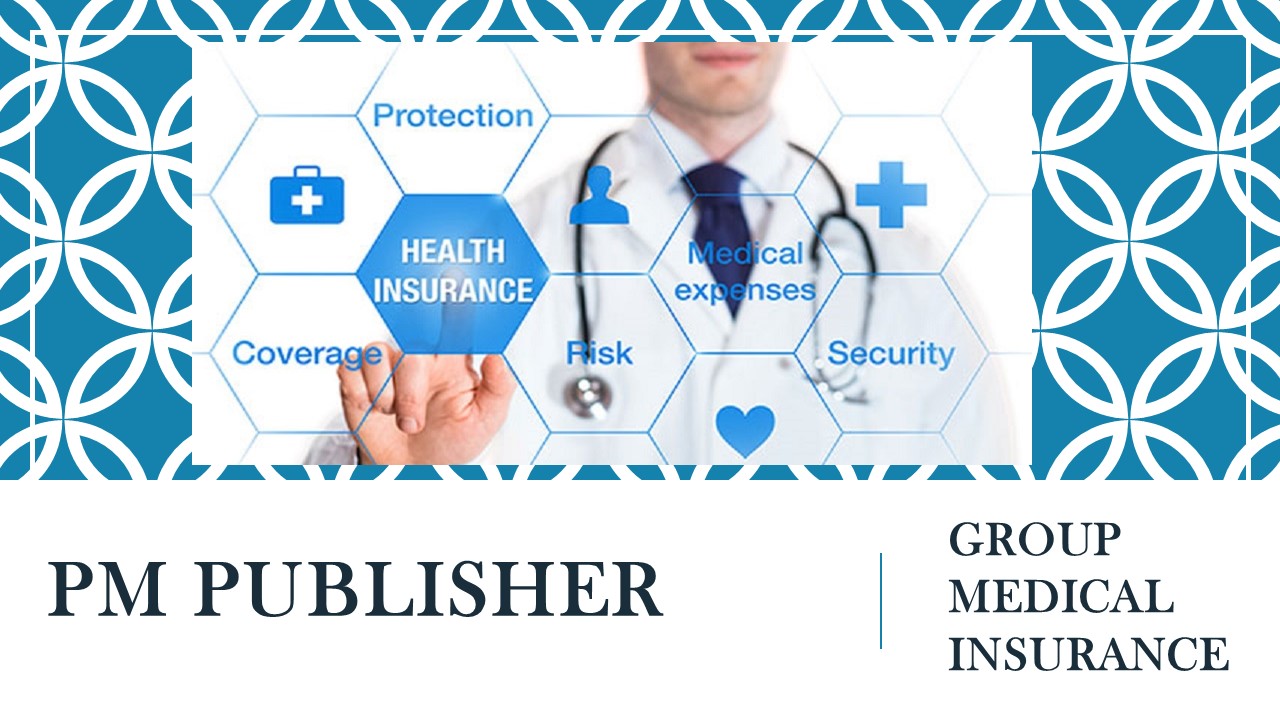 Protection
HEALTH
INSURANCE
Medical
expenses
Coverage
Risk
Security
PM PUBLISHER
GROUP
MEDICAL
INSURANCE